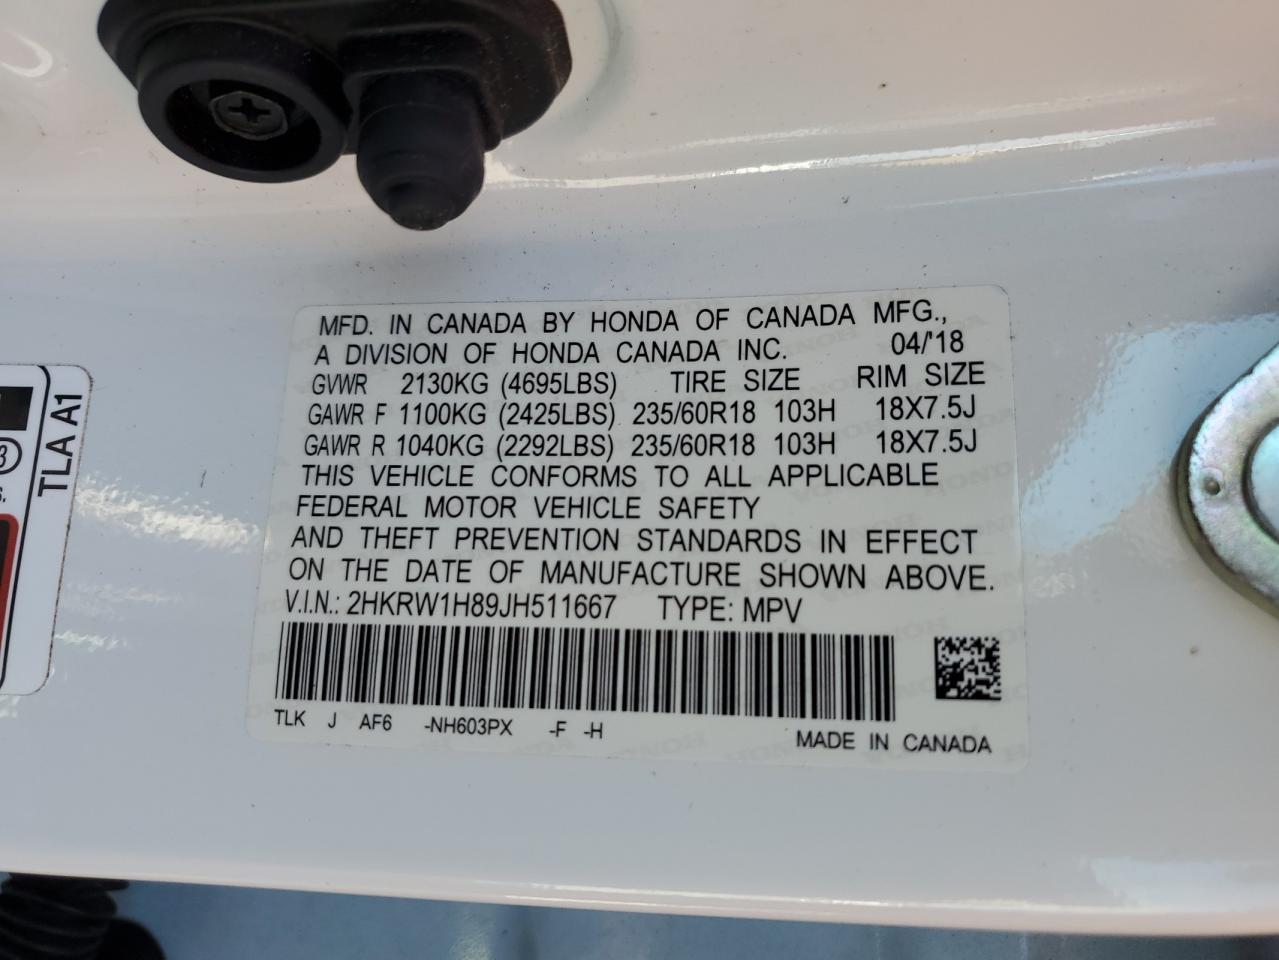 MFD. IN CANADA BY HONDA OF CANADA MFG.,
A DIVISION OF HONDA CANADA INC. 04/'18
GVWR 2130KG (4695LBS) TIRE SIZE RIM SIZE
GAWR F 1100KG (2425LBS) 235/60R18 103H 18X7.5J
GAWR R 1040KG (2292LBS) 235/60R18 103H 18X7.5J
THIS VEHICLE CONFORMS TO ALL APPLICABLE
FEDERAL MOTOR VEHICLE SAFETY
AND THEFT PREVENTION STANDARDS IN EFFECT
ON THE DATE OF MANUFACTURE SHOWN ABOVE.
V.I.N.: 2HKRW1H89JH511667 TYPE: MPV
TLK J AF6 -NH603PX -F -H
MADE IN CANADA
TLA A1